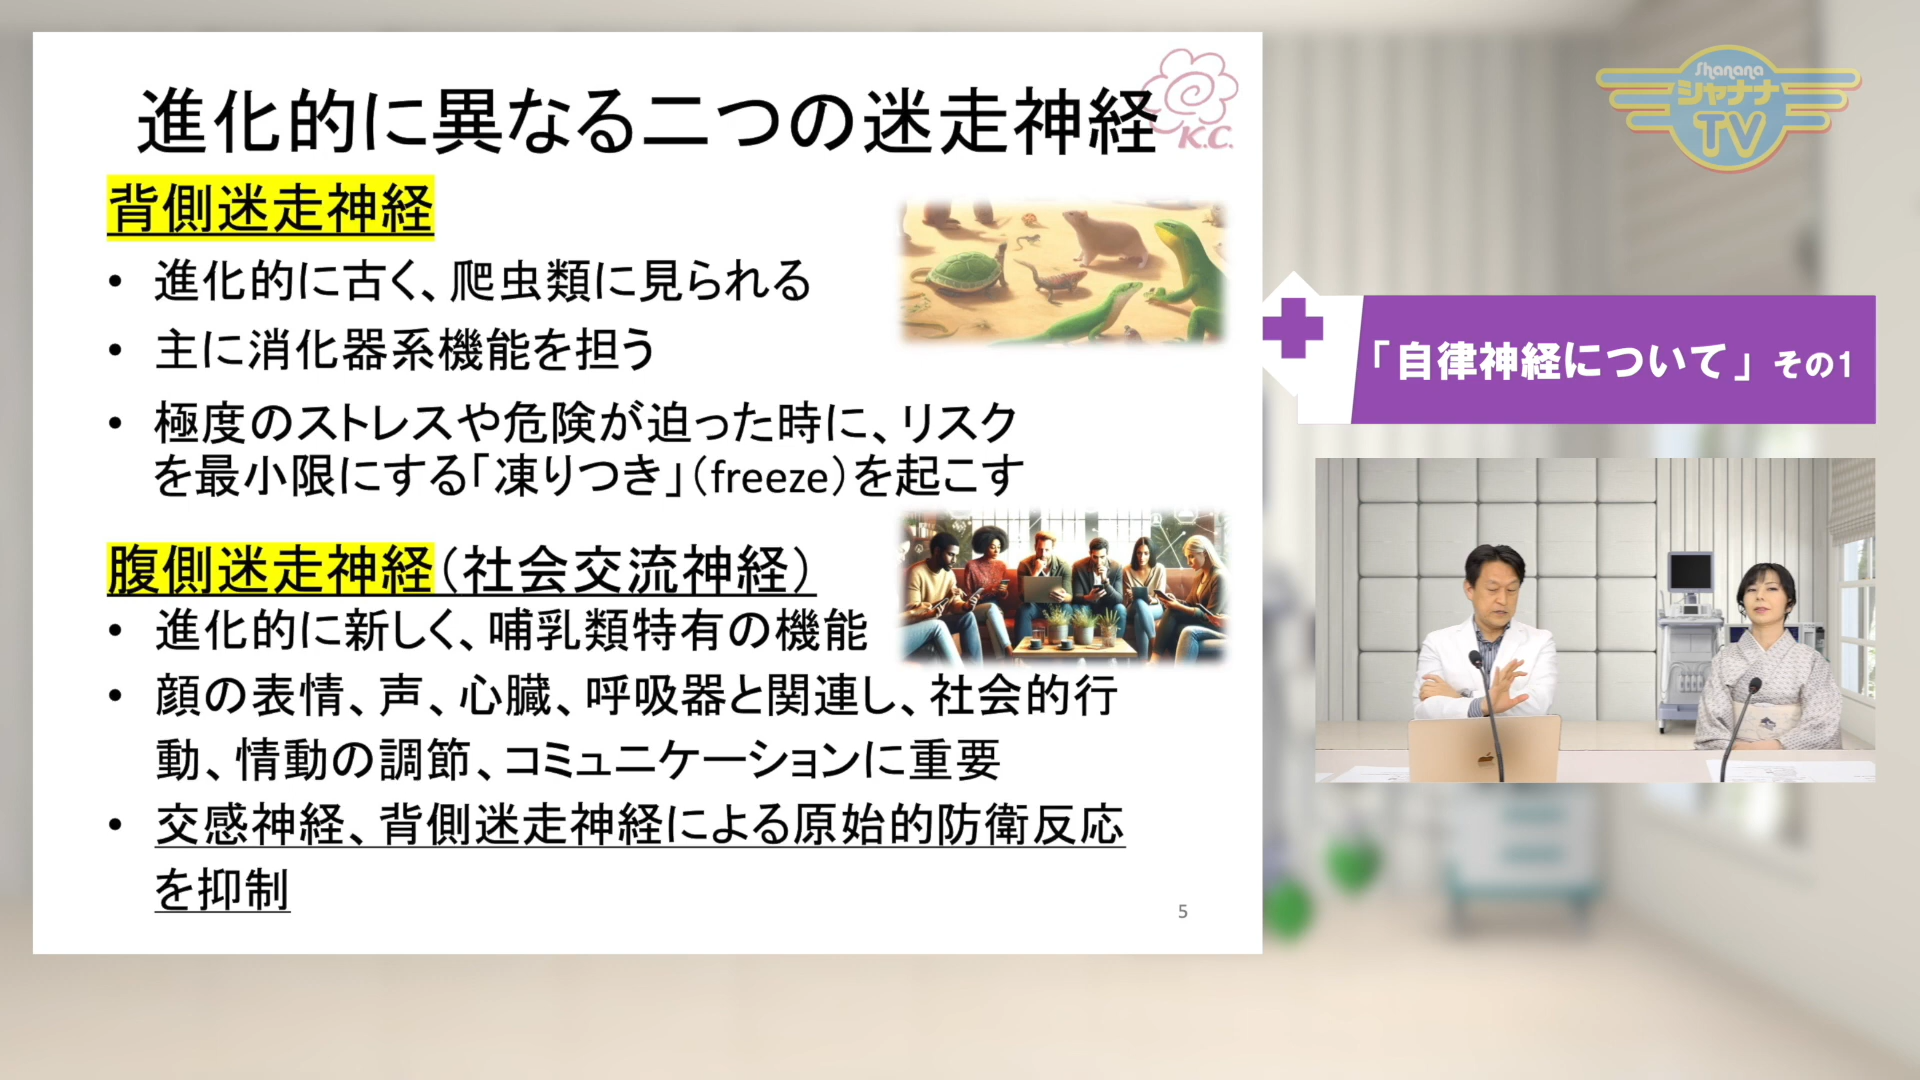 進化的に異なる二つの迷走神経
K.C.
背側迷走神経
• 進化的に古く、爬虫類に見られる
• 主に消化器系機能を担う
• 極度のストレスや危険が迫った時に、リスク
を最小限にする「凍りつき」(freeze)を起こす
腹側迷走神経(社会交流神経)
• 進化的に新しく、哺乳類特有の機能
• 顔の表情、声、心臓、呼吸器と関連し、社会的行
動、情動の調節、コミュニケーションに重要
• 交感神経、背側迷走神経による原始的防衛反応
を抑制
5
Shanana
シャナナ
TV
「自律神経について」その1